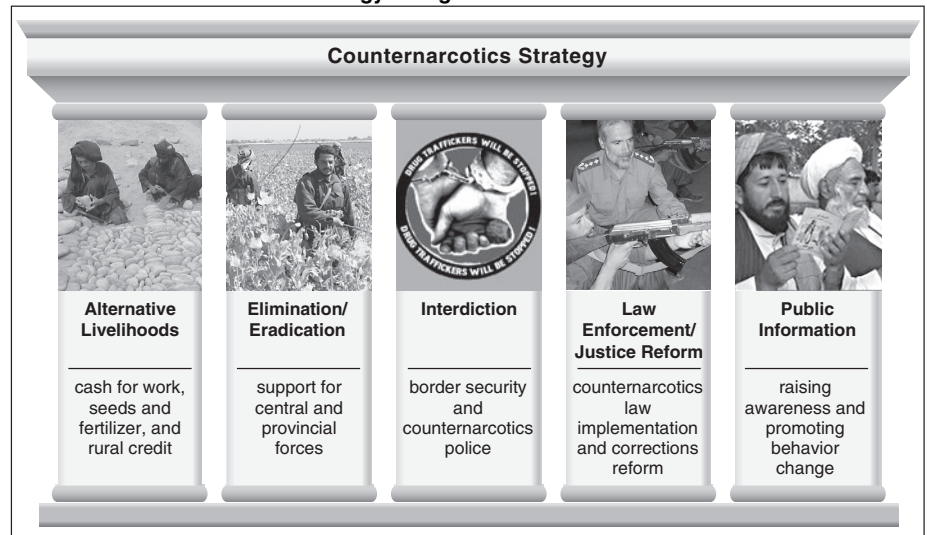 Counternarcotics Strategy
DRUG TRAFFICKERS WILL BE STOPPED!
DRUG TRAFFICKERS WILL BE STOPPED!
Alternative
Livelihoods
cash for work,
seeds and
fertilizer, and
rural credit
Elimination/
Eradication
support for
central and
provincial
forces
Interdiction
border security
and
counternarcotics
police
Law
Enforcement/
Justice Reform
counternarcotics
law
implementation
and corrections
reform
Public
Information
raising
awareness and
promoting
behavior
change